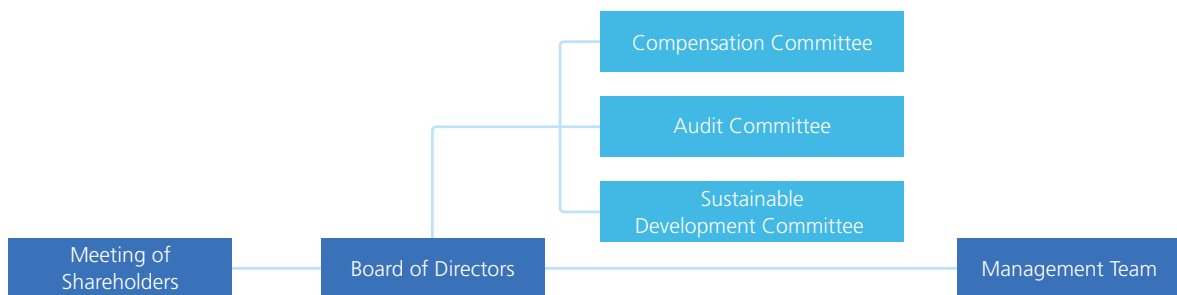 Compensation Committee
Audit Committee
Sustainable
Development Committee
Meeting of
Shareholders
Board of Directors
Management Team